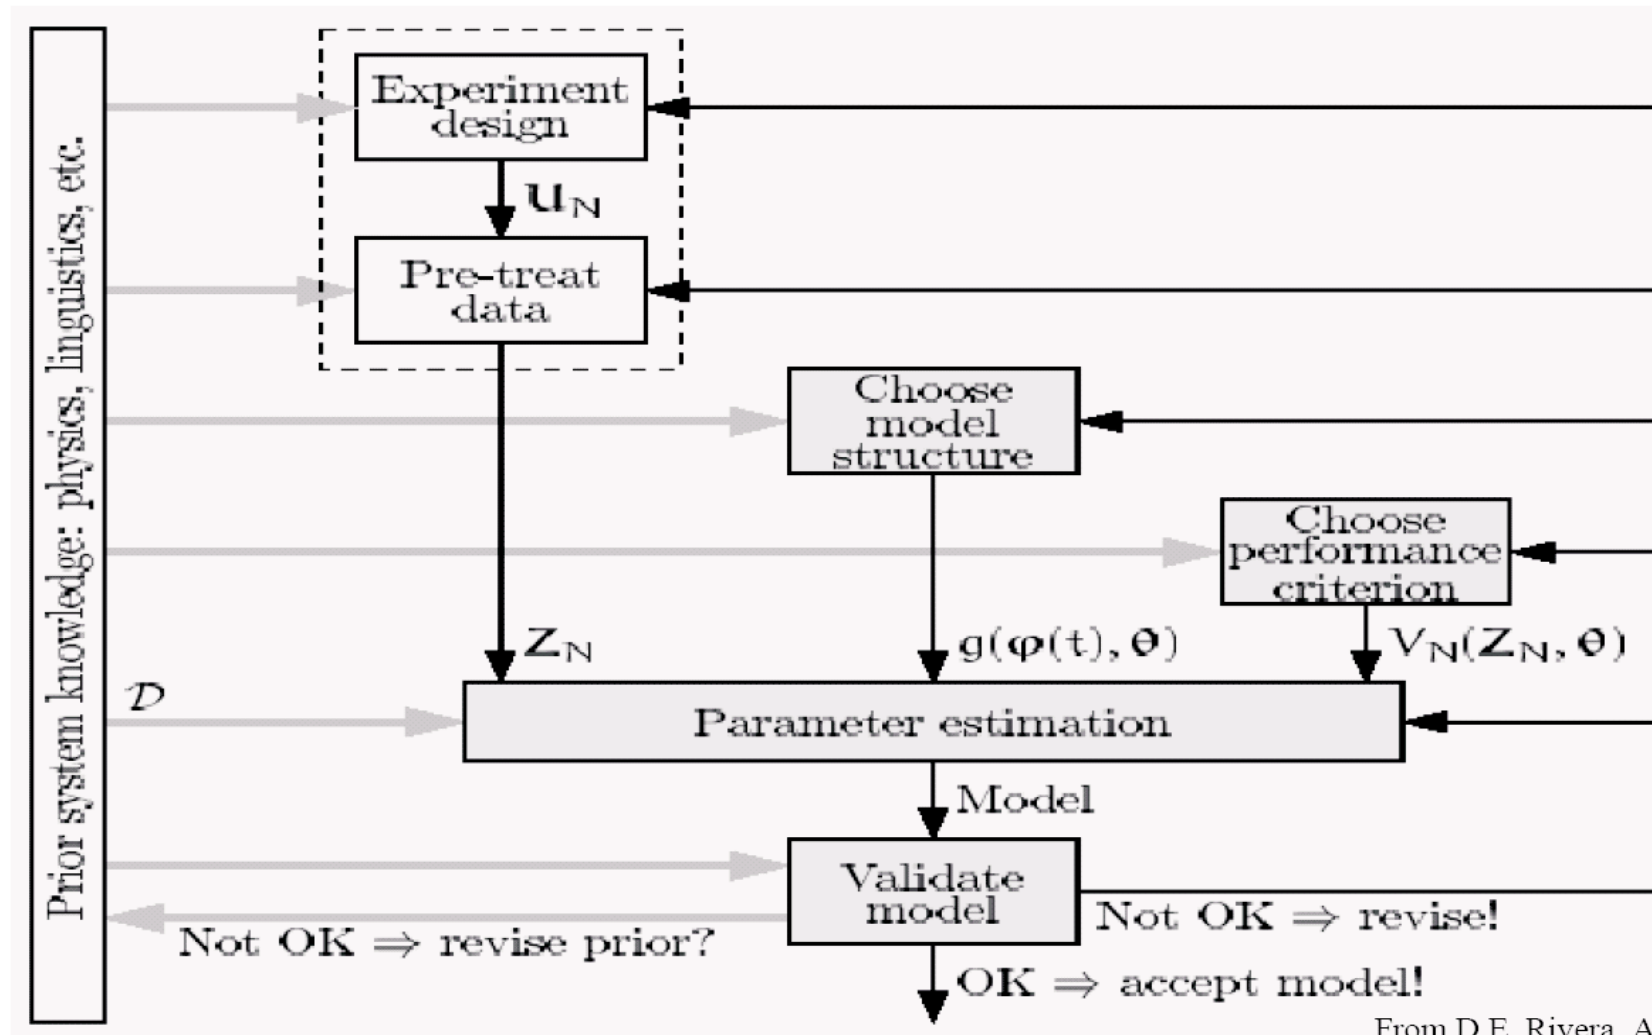 Prior system knowledge: physics, linguistics, etc.
Experiment
design
U_N
Pre-treat
data
Choose
model
structure
Choose
performance
criterion
Z_N
g(φ(t), θ)
V_N(Z_N, θ)
𝒟
Parameter estimation
Model
Validate
model
Not OK ⇒ revise!
Not OK ⇒ revise prior?
OK ⇒ accept model!
From D.E. Rivera, A